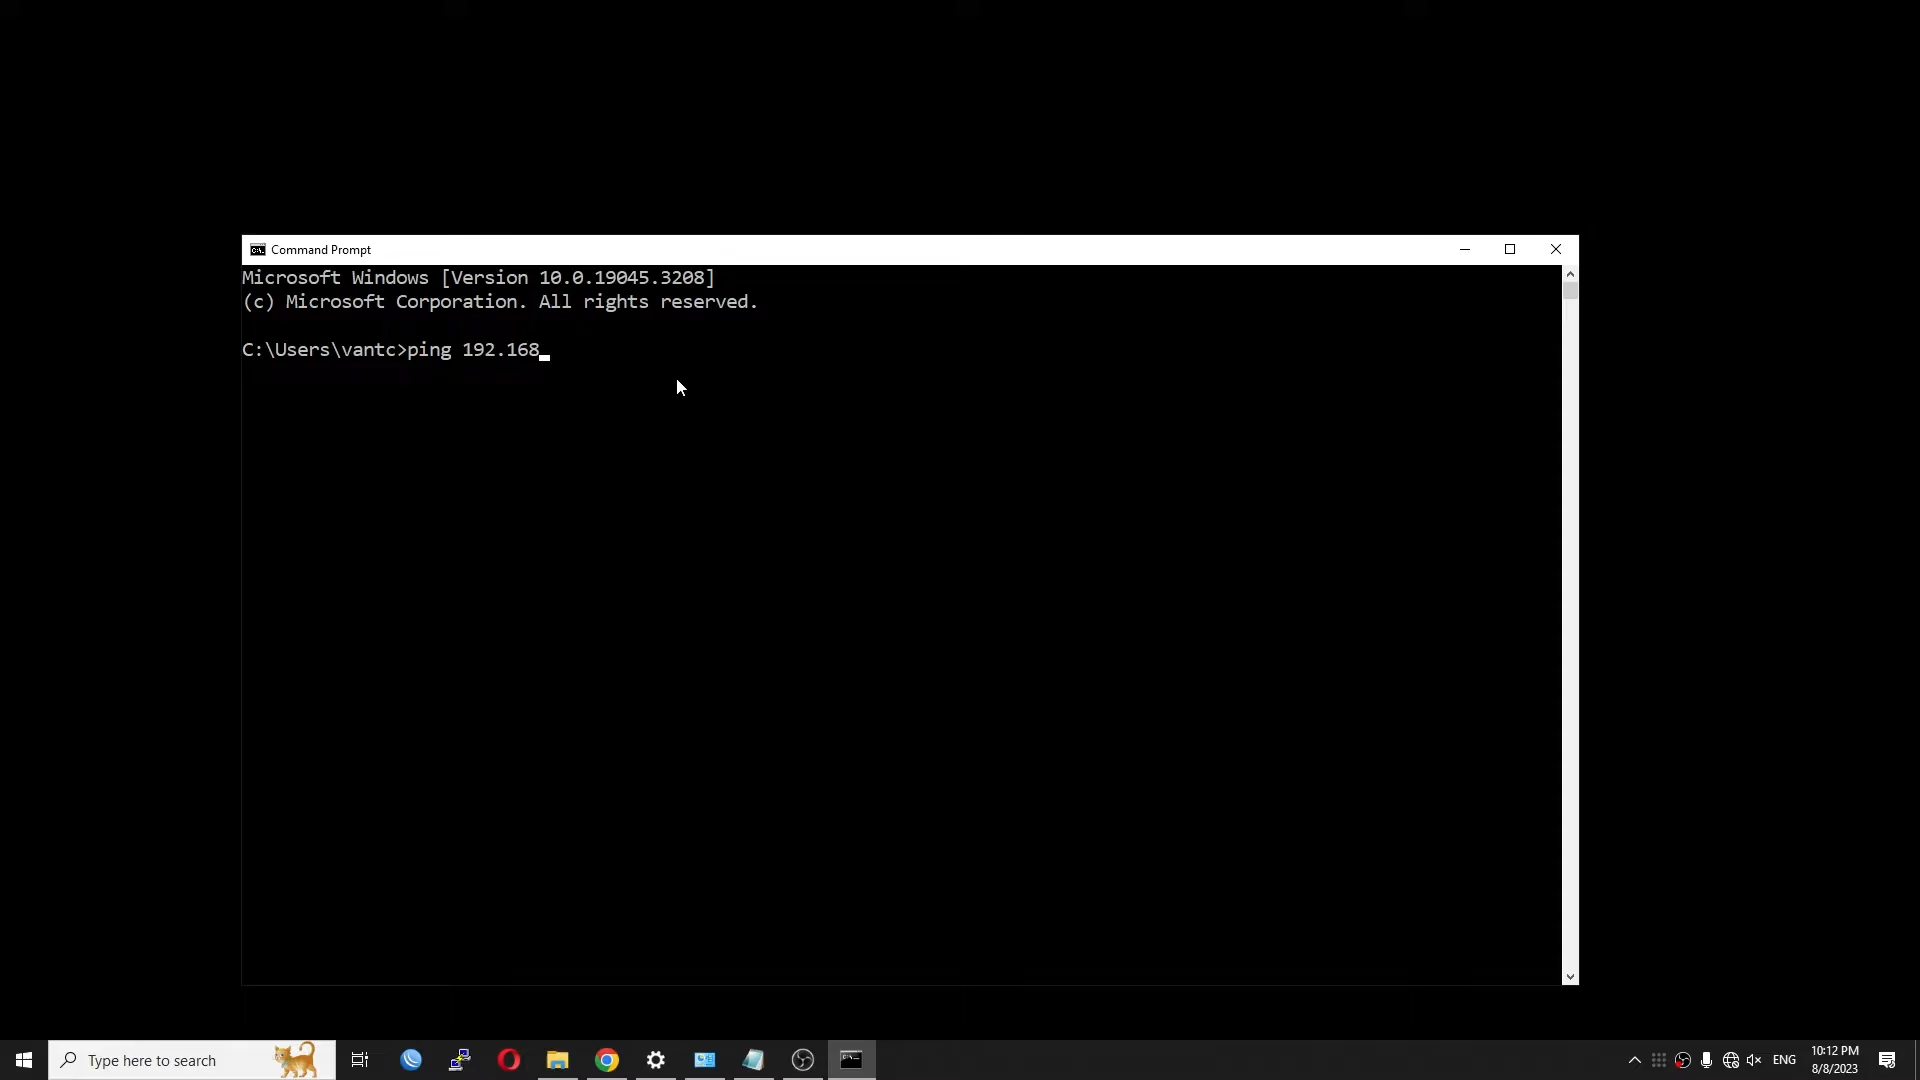 Command Prompt
Microsoft Windows [Version 10.0.19045.3208]
(c) Microsoft Corporation. All rights reserved.
C:\Users\vantc>ping 192.168
Type here to search
ENG
10:12 PM
8/8/2023